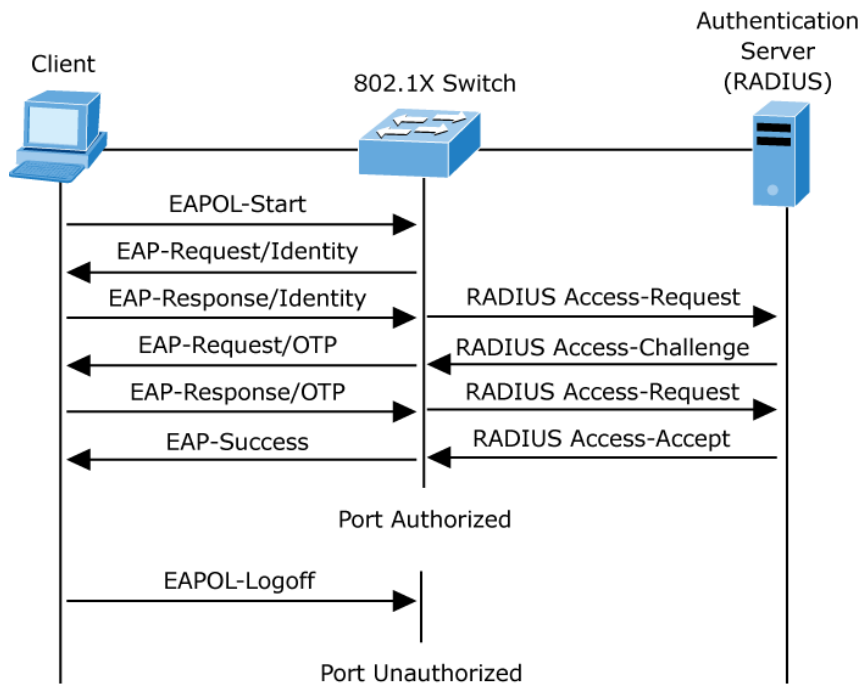 Authentication
Server
(RADIUS)
Client
802.1X Switch
EAPOL-Start
EAP-Request/Identity
EAP-Response/Identity
RADIUS Access-Request
EAP-Request/OTP
RADIUS Access-Challenge
EAP-Response/OTP
RADIUS Access-Request
EAP-Success
RADIUS Access-Accept
Port Authorized
EAPOL-Logoff
Port Unauthorized